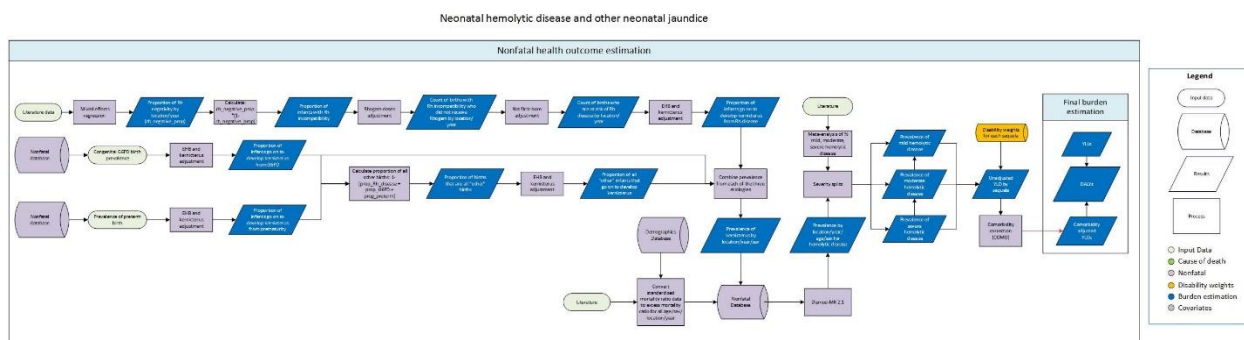 Neonatal hemolytic disease and other neonatal jaundice
Nonfatal health outcome estimation
Literature data
Mixed effects
regression
Proportion of Rh
negativity by
location/year
(rh_negative_prop)
Calculate:
rh_negative_prop
*(1-
rh_negative_prop)
Proportion of
infants with Rh
incompatibility
Rhogam doses
adjustment
Count of births with
Rh incompatibility who
did not receive
Rhogam by location/
year
Not first-born
adjustment
Count of births who
are at risk of Rh
disease by location/
year
EHB and
kernicterus
adjustment
Proportion of
infants go on to
develop kernicterus
from Rh disease
Nonfatal
database
Congenital G6PD birth
prevalence
EHB and
kernicterus
adjustment
Proportion of
infants go on to
develop kernicterus
from G6PD
Calculate proportion of all
other births: 1-
(prop_Rh_disease +
prop_G6PD +
prop_preterm)
Proportion of births
that are all "other"
births
EHB and
kernicterus
adjustment
Proportion of all
"other" infants that
go on to develop
kernicterus
Combine prevalence
from each of the three
etiologies
Nonfatal
database
Prevalence of preterm
birth
EHB and
kernicterus
adjustment
Proportion of
infants go on to
develop kernicterus
from prematurity
Demographics
Database
Prevalence of
kernicterus by
location/year/sex
Literature
Convert
standardised
mortality ratio data
to excess mortality
ratio for all age/sex/
location/year
Nonfatal
Database
Dismod-MR 2.1
Prevalence by
location/year/
age/sex for
hemolytic disease
Literature
Meta-analysis of %
mild, moderate,
severe hemolytic
disease
Severity splits
Prevalence of
mild hemolytic
disease
Prevalence of
moderate
hemolytic
disease
Prevalence of
severe
hemolytic
disease
Disability weights
for each sequela
Unadjusted
YLD by
sequela
Comorbidity
correction
(COMO)
Final burden
estimation
YLLs
DALYs
Comorbidity
adjusted
YLDs
Legend
Input data
Database
Results
Process
Input Data
Cause of death
Nonfatal
Disability weights
Burden estimation
Covariates